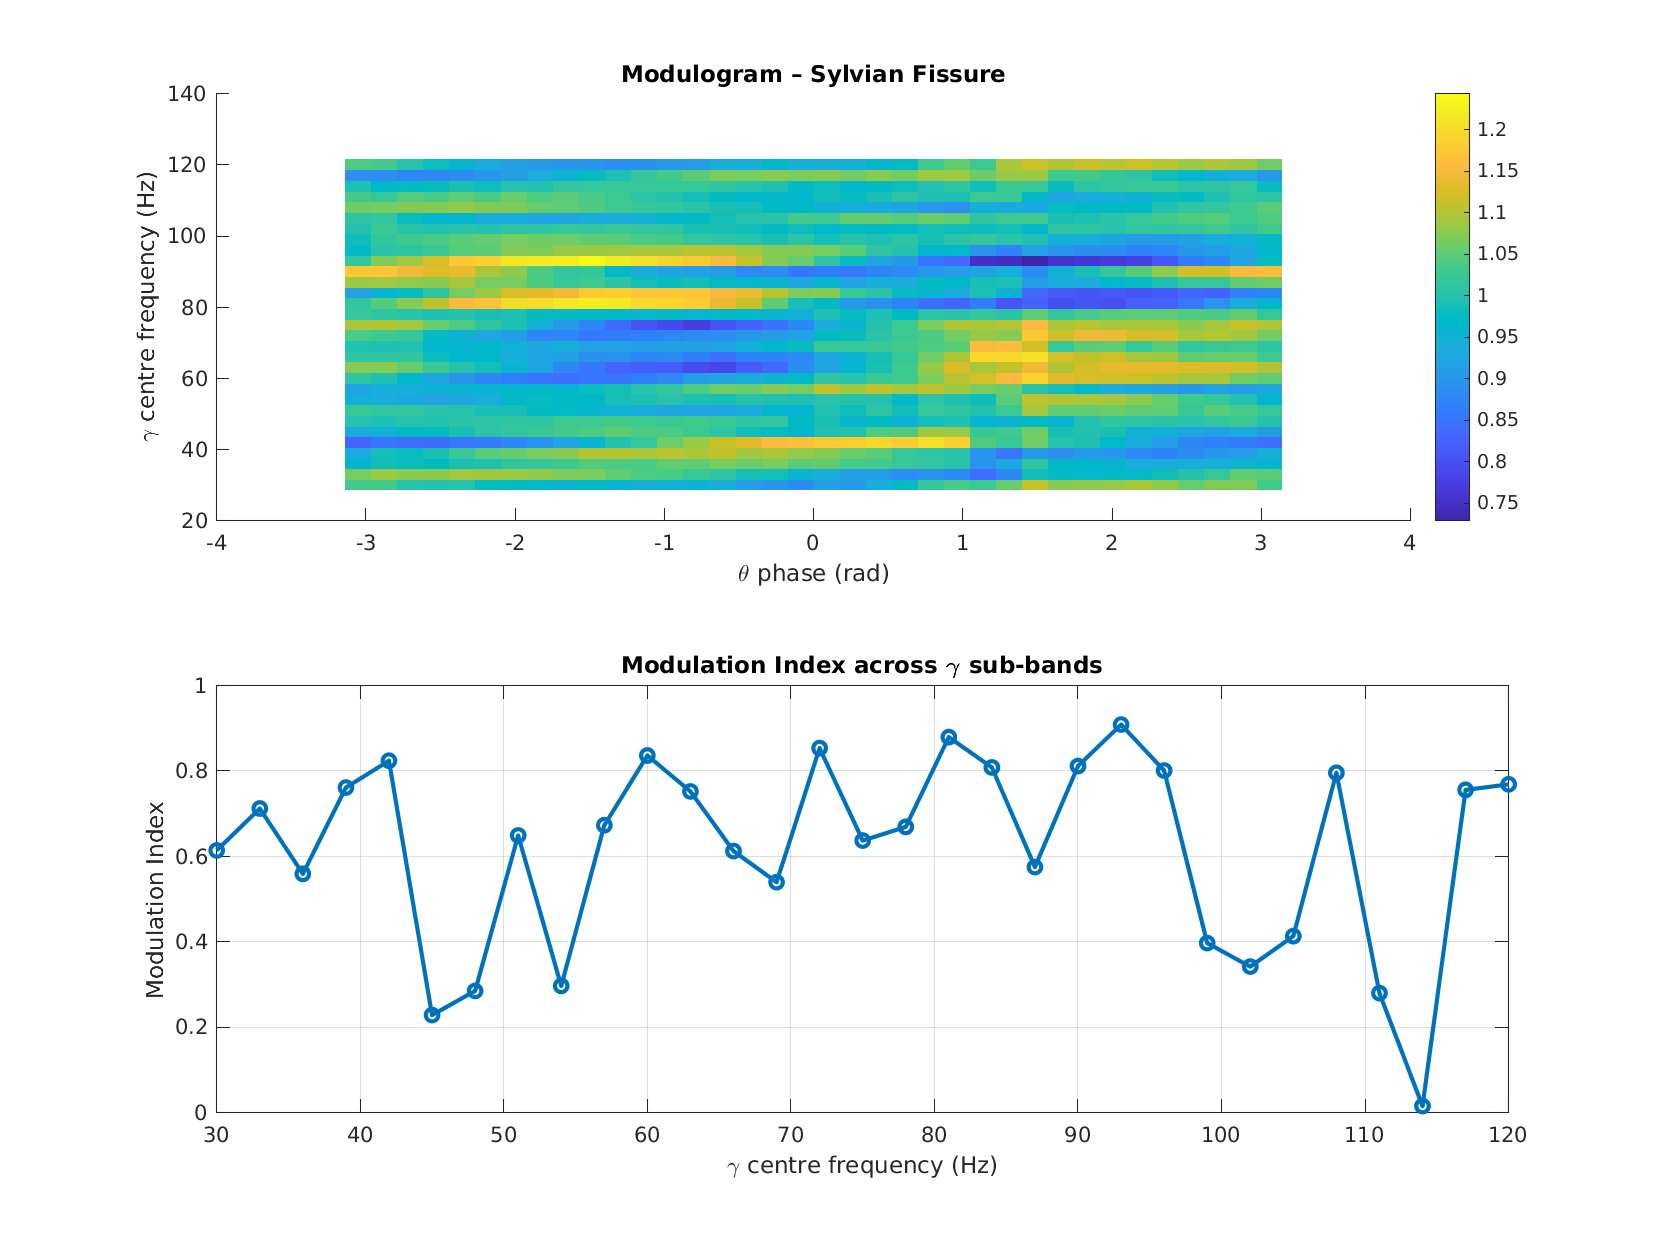 Modulogram – Sylvian Fissure
γ centre frequency (Hz)
140
120
100
80
60
40
20
-4 -3 -2 -1 0 1 2 3 4
θ phase (rad)
1.2
1.15
1.1
1.05
1
0.95
0.9
0.85
0.8
0.75
Modulation Index across γ sub-bands
Modulation Index
1
0.8
0.6
0.4
0.2
0
30 40 50 60 70 80 90 100 110 120
γ centre frequency (Hz)